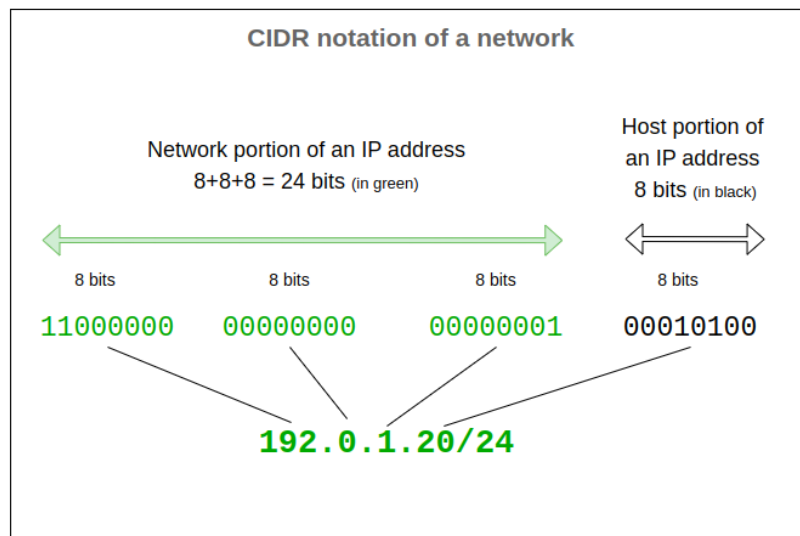 CIDR notation of a network
Network portion of an IP address
8+8+8 = 24 bits (in green)
Host portion of
an IP address
8 bits (in black)
8 bits
8 bits
8 bits
8 bits
11000000
00000000
00000001
00010100
192.0.1.20/24